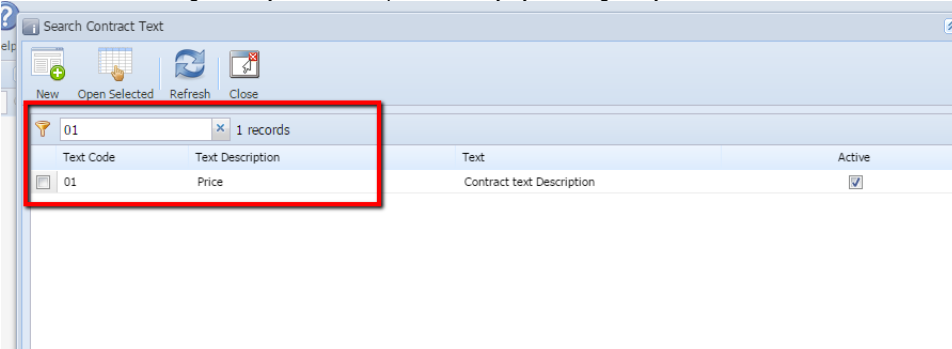 Search Contract Text
elp
New Open Selected Refresh Close
01 1 records
Text Code Text Description Text Active
01 Price Contract text Description